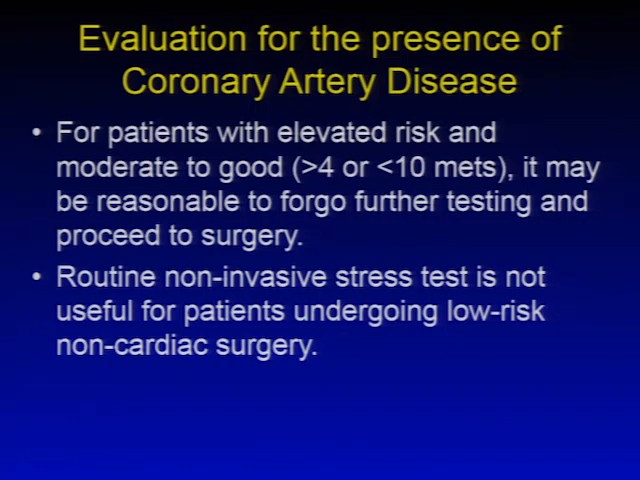 Evaluation for the presence of
Coronary Artery Disease
• For patients with elevated risk and
moderate to good (>4 or <10 mets), it may
be reasonable to forgo further testing and
proceed to surgery.
• Routine non-invasive stress test is not
useful for patients undergoing low-risk
non-cardiac surgery.